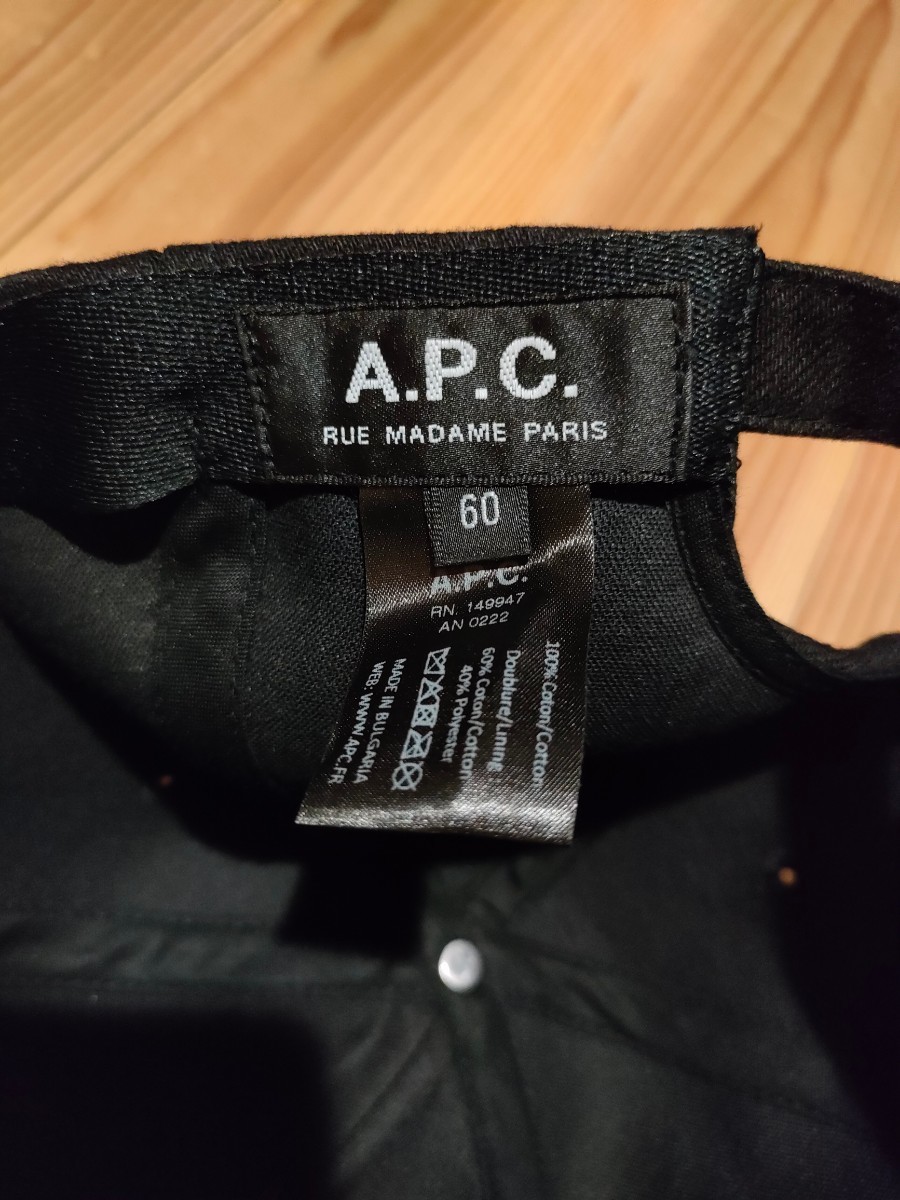 A.P.C.
RUE MADAME PARIS
60
A.P.C.
RN. 149947
AN 0222
100% Coton/Cotton
Doublure/Lining
60% Coton/Cotton
40% Polyester
MADE IN BULGARIA
WEB: WWW.APC.FR